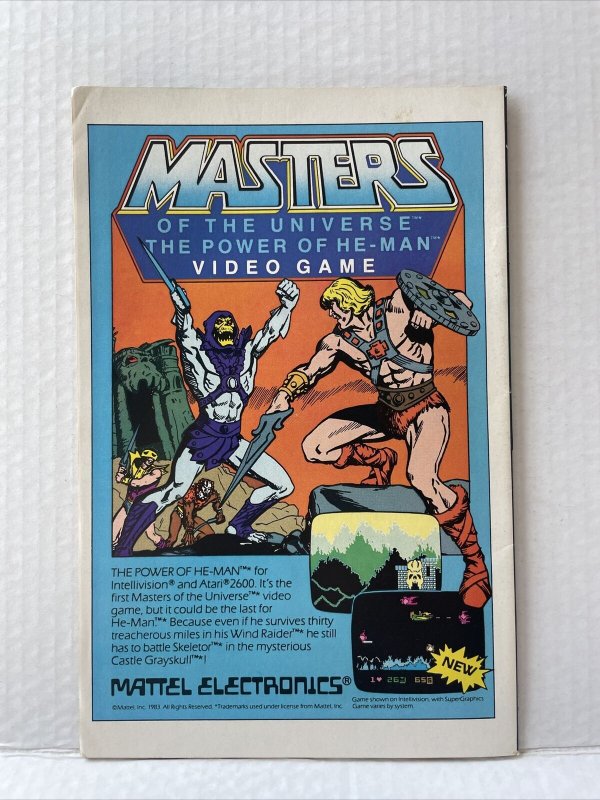 MASTERS
OF THE UNIVERSE™*
THE POWER OF HE-MAN™*
VIDEO GAME
THE POWER OF HE-MAN™* for
Intellivision® and Atari® 2600. It's the
first Masters of the Universe™* video
game, but it could be the last for
He-Man™* Because even if he survives thirty
treacherous miles in his Wind Raider™* he still
has to battle Skeletor™* in the mysterious
Castle Grayskull™*!
MATTEL ELECTRONICS®
©Mattel, Inc. 1983. All Rights Reserved. *Trademarks used under license from Mattel, Inc.
NEW
Game shown on Intellivision, with SuperGraphics
Game varies by system.